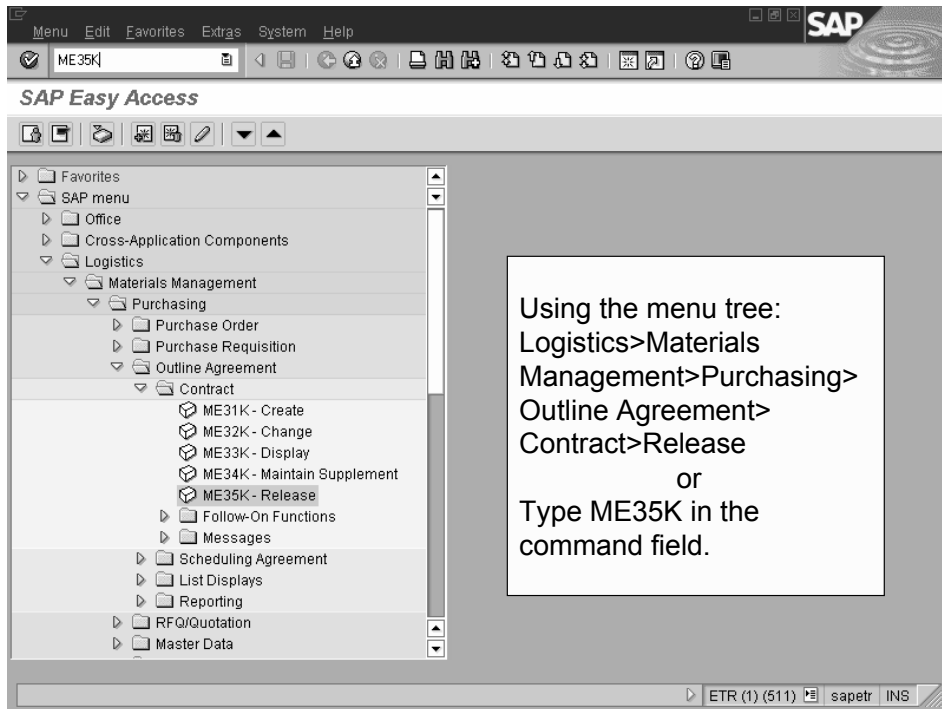 Menu Edit Favorites Extras System Help
SAP
ME35K
SAP Easy Access
Favorites
SAP menu
Office
Cross-Application Components
Logistics
Materials Management
Purchasing
Purchase Order
Purchase Requisition
Outline Agreement
Contract
ME31K - Create
ME32K - Change
ME33K - Display
ME34K - Maintain Supplement
ME35K - Release
Follow-On Functions
Messages
Scheduling Agreement
List Displays
Reporting
RFQ/Quotation
Master Data
Using the menu tree:
Logistics>Materials
Management>Purchasing>
Outline Agreement>
Contract>Release
or
Type ME35K in the
command field.
ETR (1) (511) sapetr INS